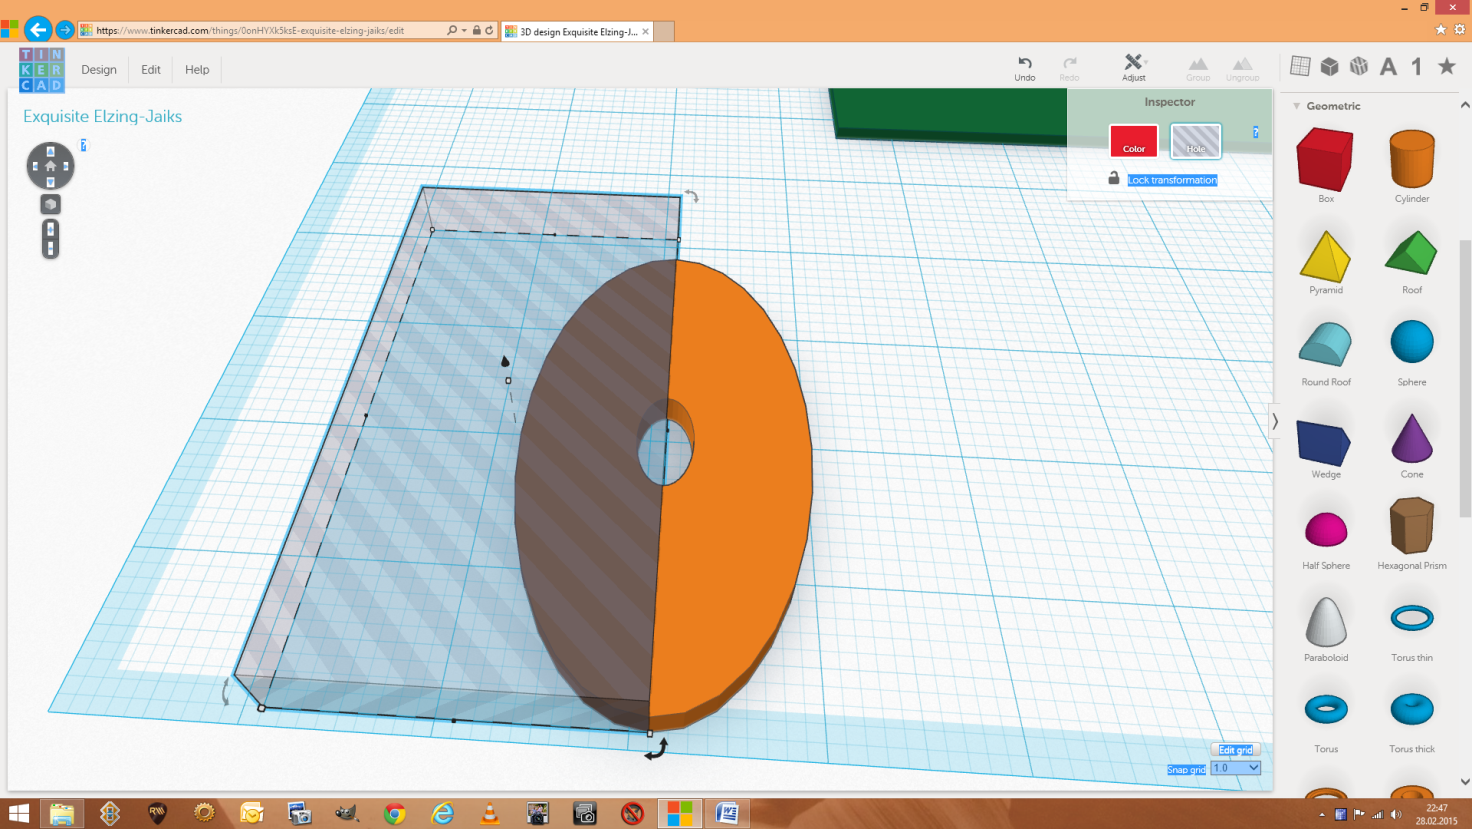 https://www.tinkercad.com/things/0onHYXk5ksE-exquisite-elzing-jaiks/edit
3D design Exquisite Elzing-J...
TIN
KER
CAD
Design
Edit
Help
Undo
Redo
Adjust
Group
Ungroup
A
1
Exquisite Elzing-Jaiks
?
Inspector
Color
Hole
?
Lock transformation
Geometric
Box
Cylinder
Pyramid
Roof
Round Roof
Sphere
Wedge
Cone
Half Sphere
Hexagonal Prism
Paraboloid
Torus thin
Torus
Torus thick
Edit grid
Snap grid
1.0
RW
W
22:47
28.02.2015